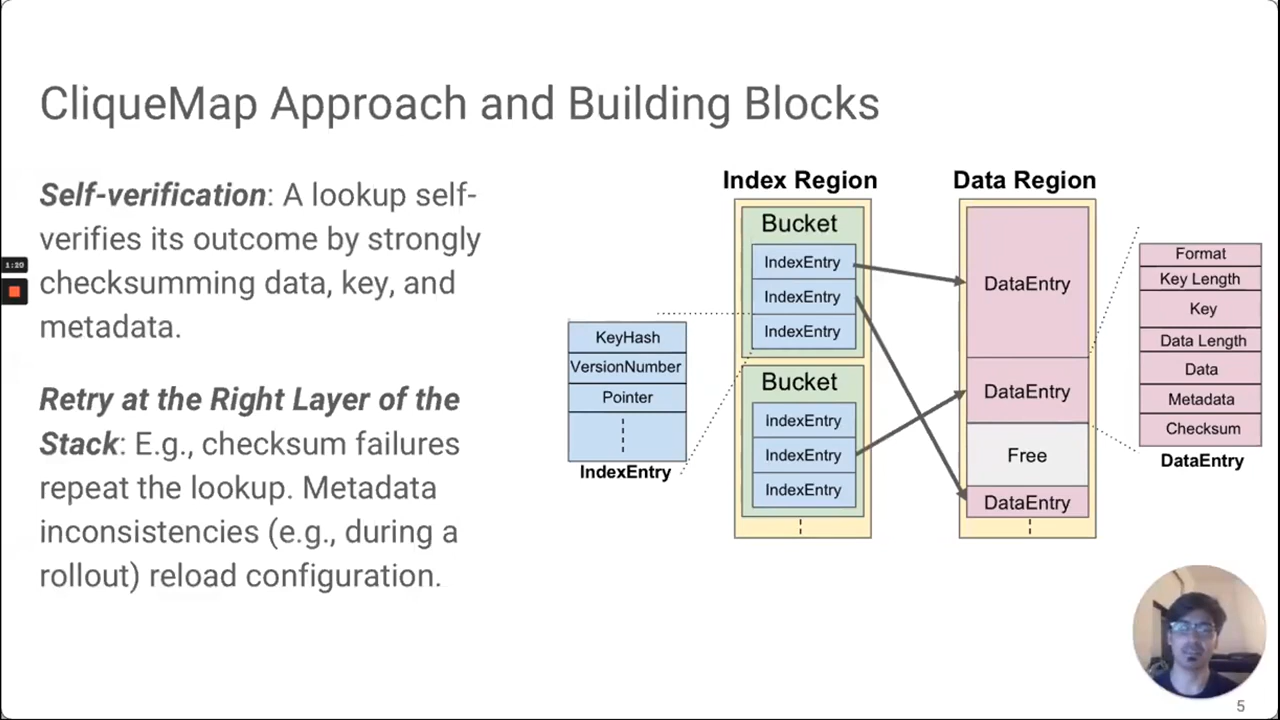 CliqueMap Approach and Building Blocks
Self-verification: A lookup self-
verifies its outcome by strongly
checksumming data, key, and
metadata.
Retry at the Right Layer of the
Stack: E.g., checksum failures
repeat the lookup. Metadata
inconsistencies (e.g., during a
rollout) reload configuration.
1:20
KeyHash
VersionNumber
Pointer
IndexEntry
Index Region
Bucket
IndexEntry
IndexEntry
IndexEntry
Bucket
IndexEntry
IndexEntry
IndexEntry
Data Region
DataEntry
DataEntry
Free
DataEntry
Format
Key Length
Key
Data Length
Data
Metadata
Checksum
DataEntry
5